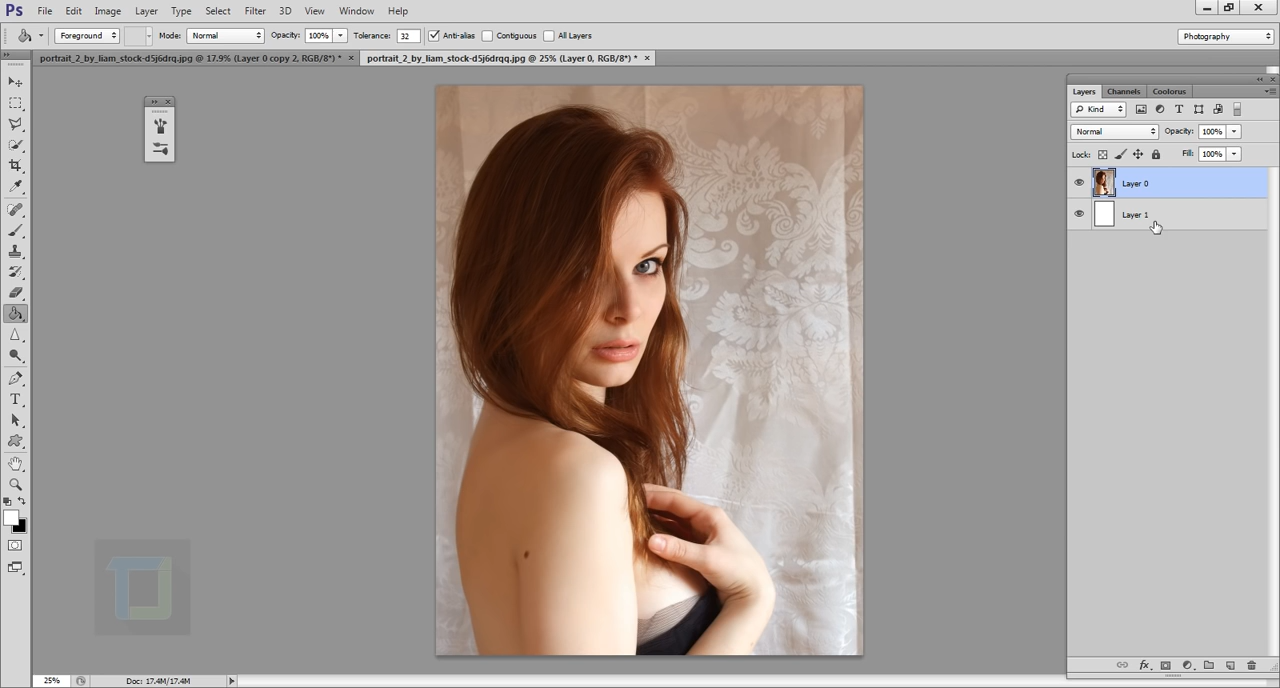 Ps File Edit Image Layer Type Select Filter 3D View Window Help
Foreground Mode: Normal Opacity: 100% Tolerance: 32 Anti-alias Contiguous All Layers Photography
portrait_2_by_liam_stock-d5j6drq.jpg @ 17.9% (Layer 0 copy 2, RGB/8*) * × portrait_2_by_liam_stock-d5j6drqq.jpg @ 25% (Layer 0, RGB/8*) * ×
Layers Channels Coolorus
Kind
Normal Opacity: 100%
Lock: Fill: 100%
Layer 0
Layer 1
25% Doc: 17.4M/17.4M